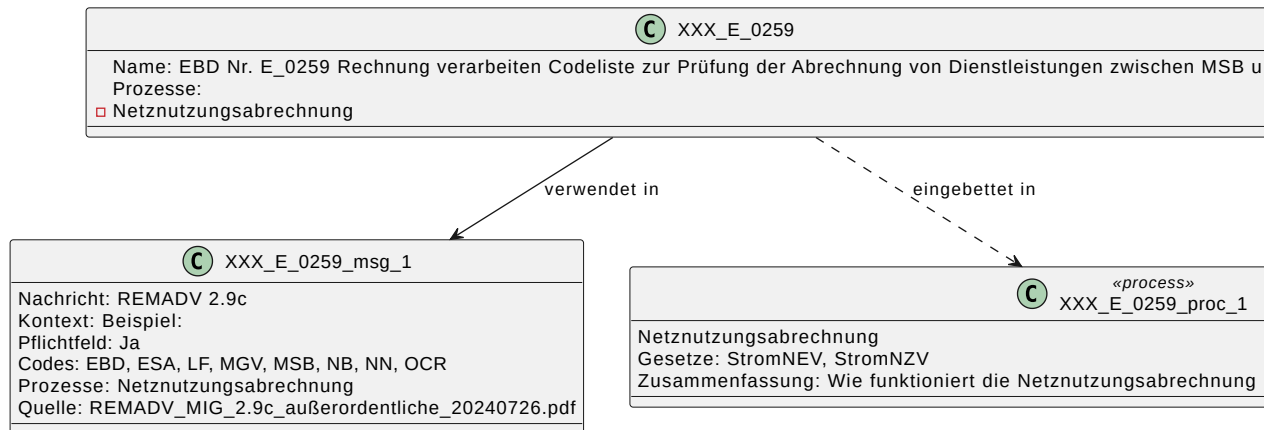 C XXX_E_0259
Name: EBD Nr. E_0259 Rechnung verarbeiten Codeliste zur Prüfung der Abrechnung von Dienstleistungen zwischen MSB u
Prozesse:
Netznutzungsabrechnung
verwendet in
eingebettet in
C XXX_E_0259_msg_1
Nachricht: REMADV 2.9c
Kontext: Beispiel:
Pflichtfeld: Ja
Codes: EBD, ESA, LF, MGV, MSB, NB, NN, OCR
Prozesse: Netznutzungsabrechnung
Quelle: REMADV_MIG_2.9c_außerordentliche_20240726.pdf
«process»
C XXX_E_0259_proc_1
Netznutzungsabrechnung
Gesetze: StromNEV, StromNZV
Zusammenfassung: Wie funktioniert die Netznutzungsabrechnung